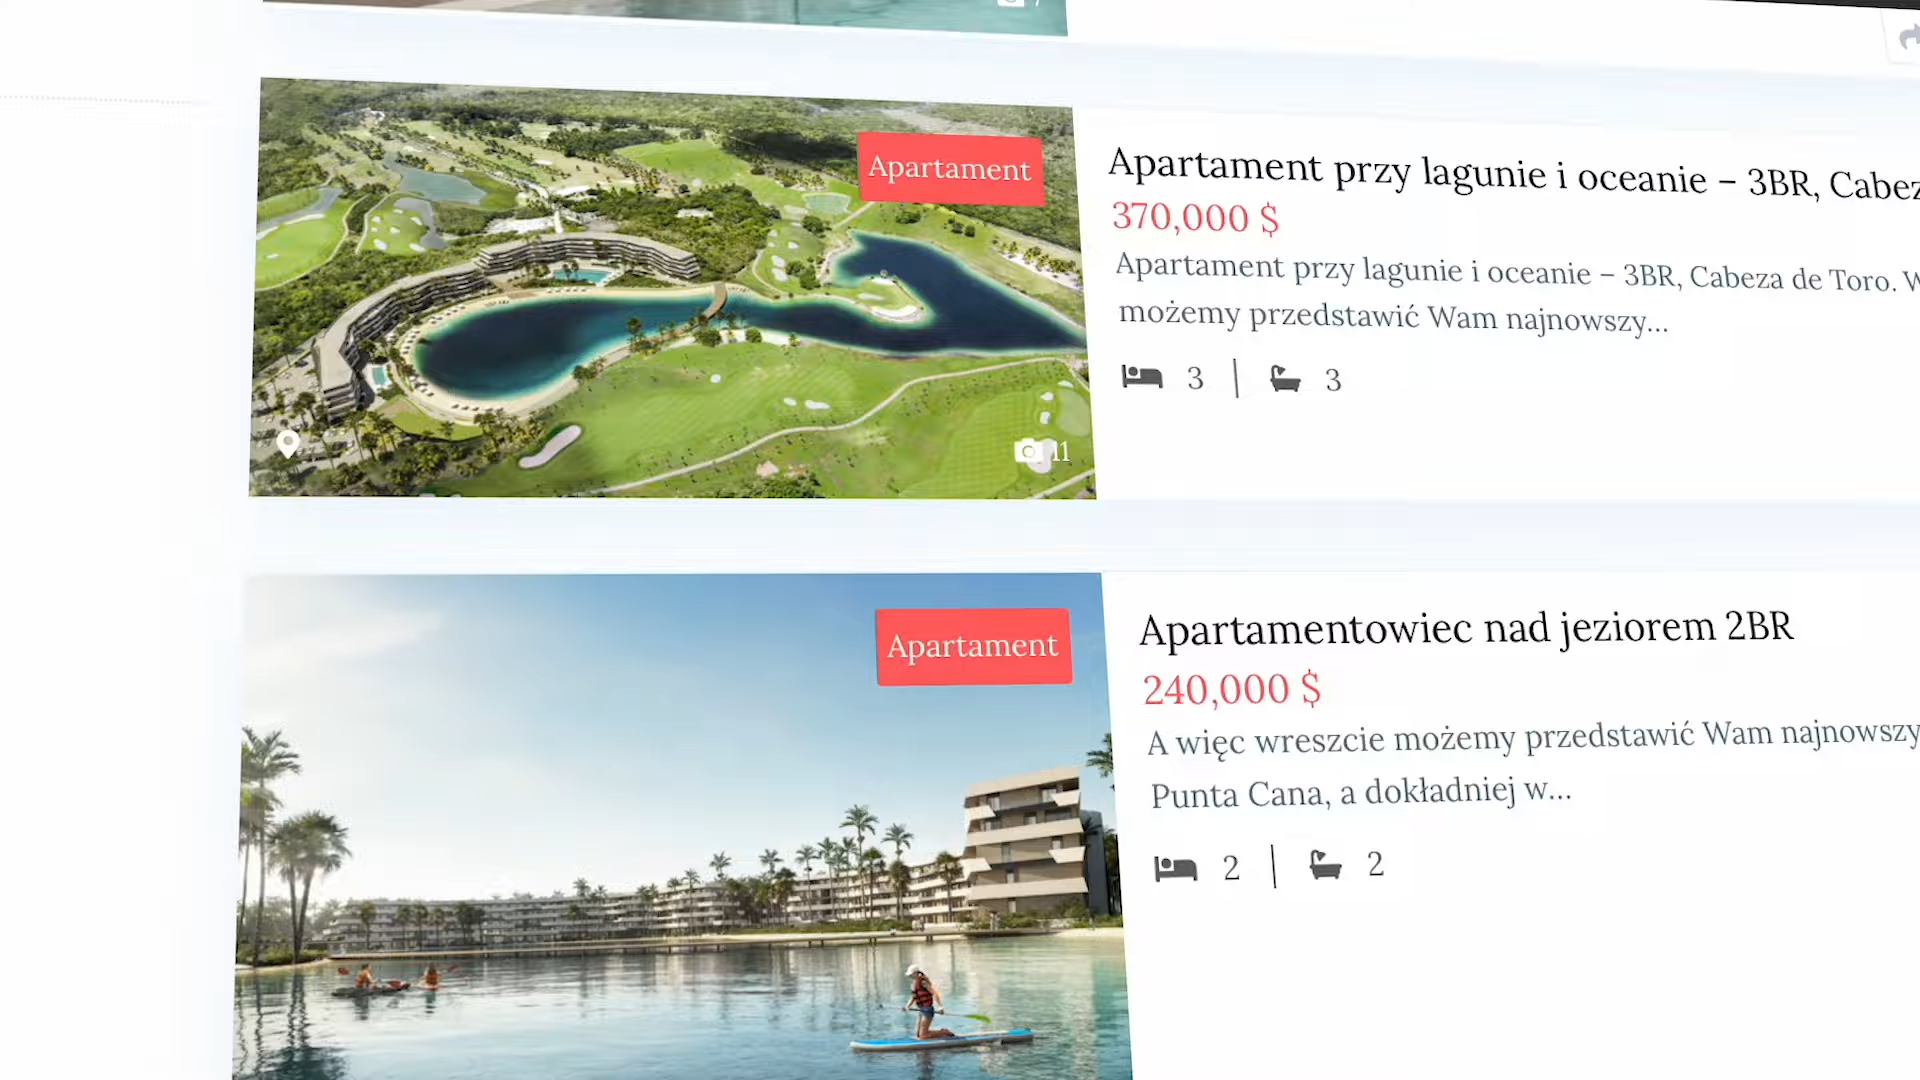 Apartament
Apartament przy lagunie i oceanie – 3BR, Cabez
370,000 $
Apartament przy lagunie i oceanie – 3BR, Cabeza de Toro. W
możemy przedstawić Wam najnowszy...
3 | 3
11
Apartament
Apartamentowiec nad jeziorem 2BR
240,000 $
A więc wreszcie możemy przedstawić Wam najnowszy
Punta Cana, a dokładniej w...
2 | 2